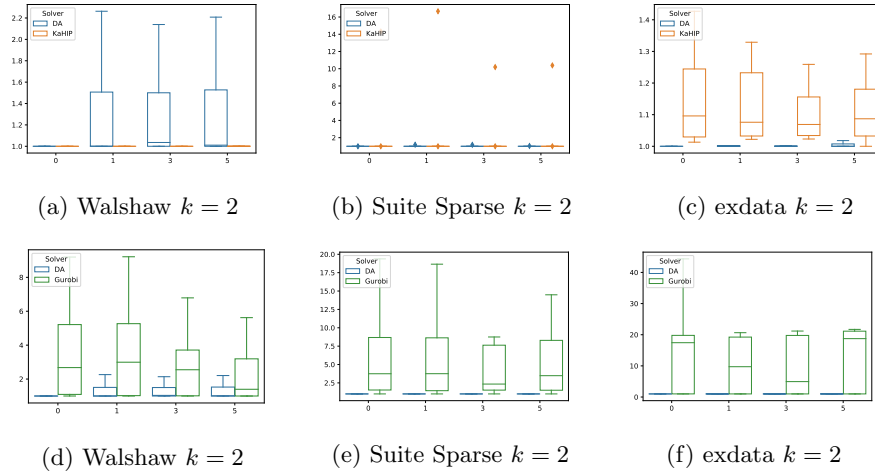 Solver
DA
KaHIP
2.2
2.0
1.8
1.6
1.4
1.2
1.0
0 1 3 5
(a) Walshaw k = 2
Solver
DA
KaHIP
16
14
12
10
8
6
4
2
0 1 3 5
(b) Suite Sparse k = 2
Solver
DA
KaHIP
1.4
1.3
1.2
1.1
1.0
0 1 3 5
(c) exdata k = 2
Solver
DA
Gurobi
8
6
4
2
0 1 3 5
(d) Walshaw k = 2
Solver
DA
Gurobi
20.0
17.5
15.0
12.5
10.0
7.5
5.0
2.5
0 1 3 5
(e) Suite Sparse k = 2
Solver
DA
Gurobi
40
30
20
10
0
0 1 3 5
(f) exdata k = 2